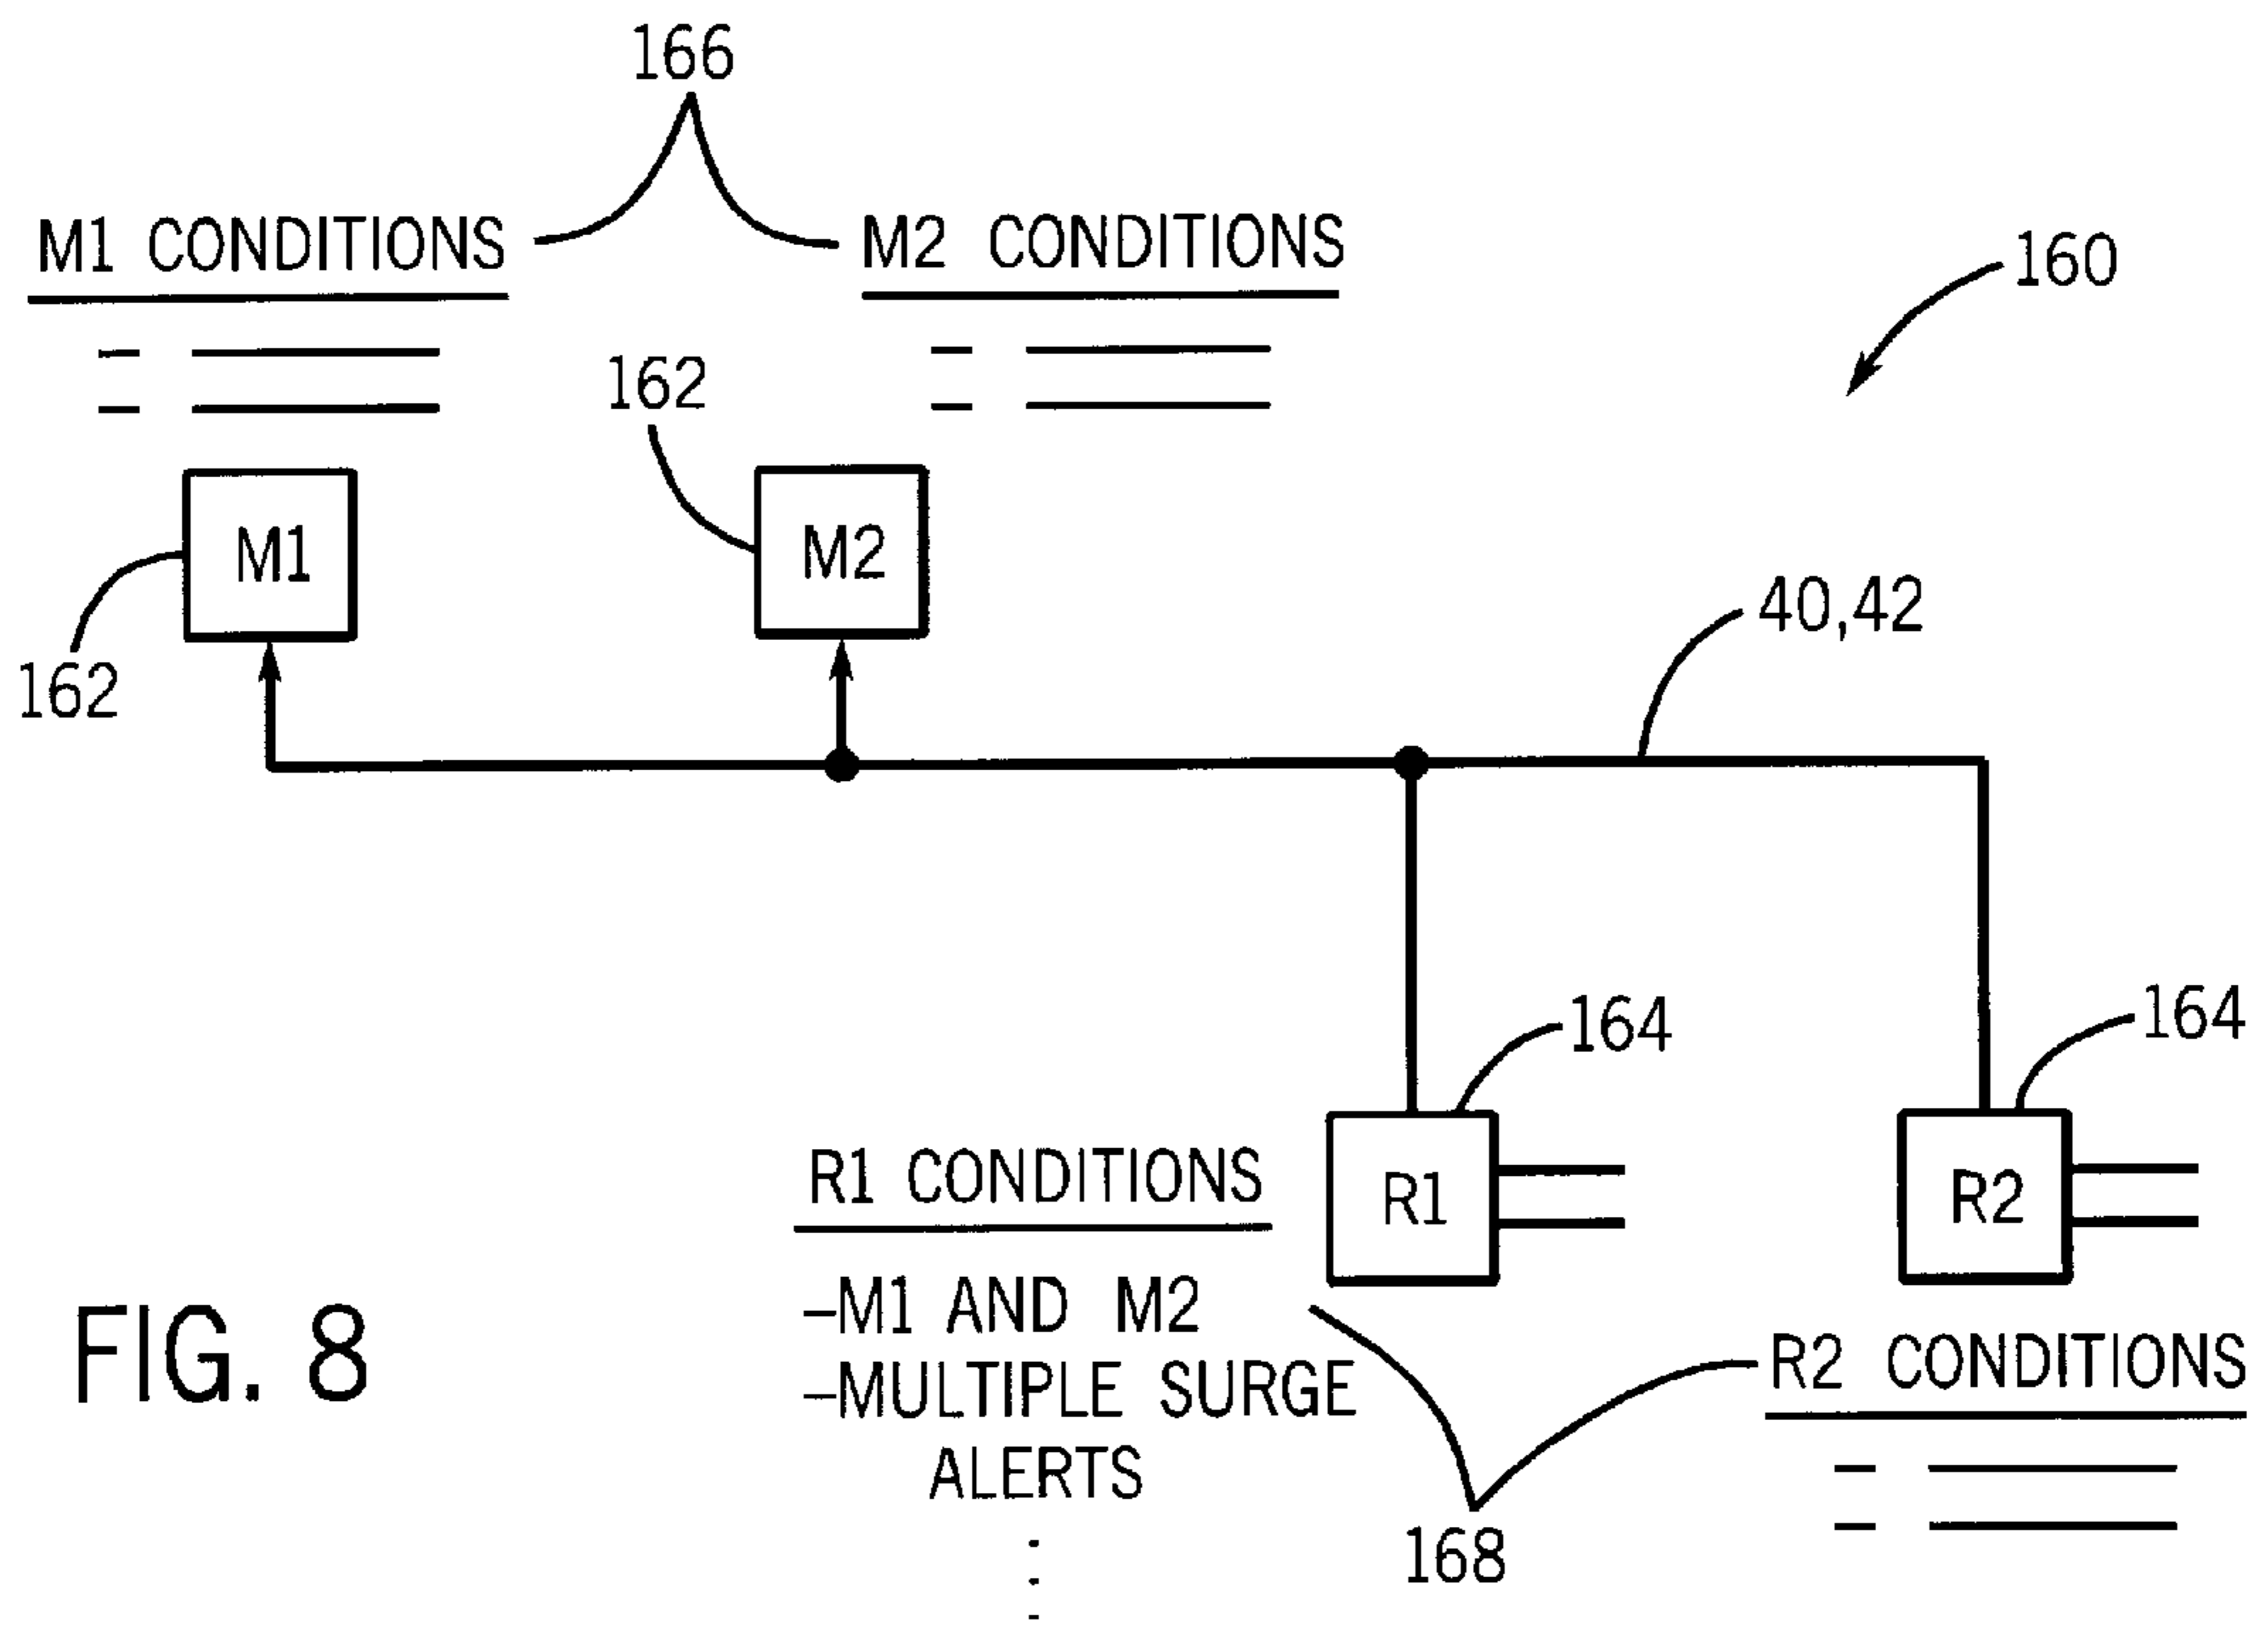 166
M1 CONDITIONS
M2 CONDITIONS
160
162
M1
M2
162
40,42
164
164
R1 CONDITIONS
–M1 AND M2
–MULTIPLE SURGE
ALERTS
R1
R2
R2 CONDITIONS
168
FIG. 8